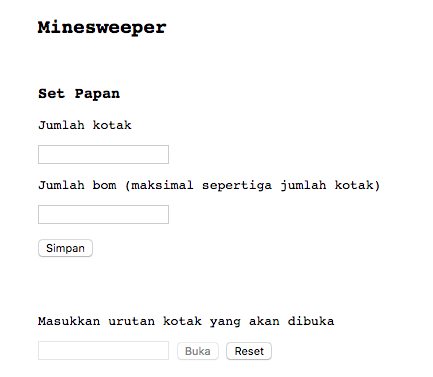 Minesweeper
Set Papan
Jumlah kotak
Jumlah bom (maksimal sepertiga jumlah kotak)
Simpan
Masukkan urutan kotak yang akan dibuka
Buka Reset